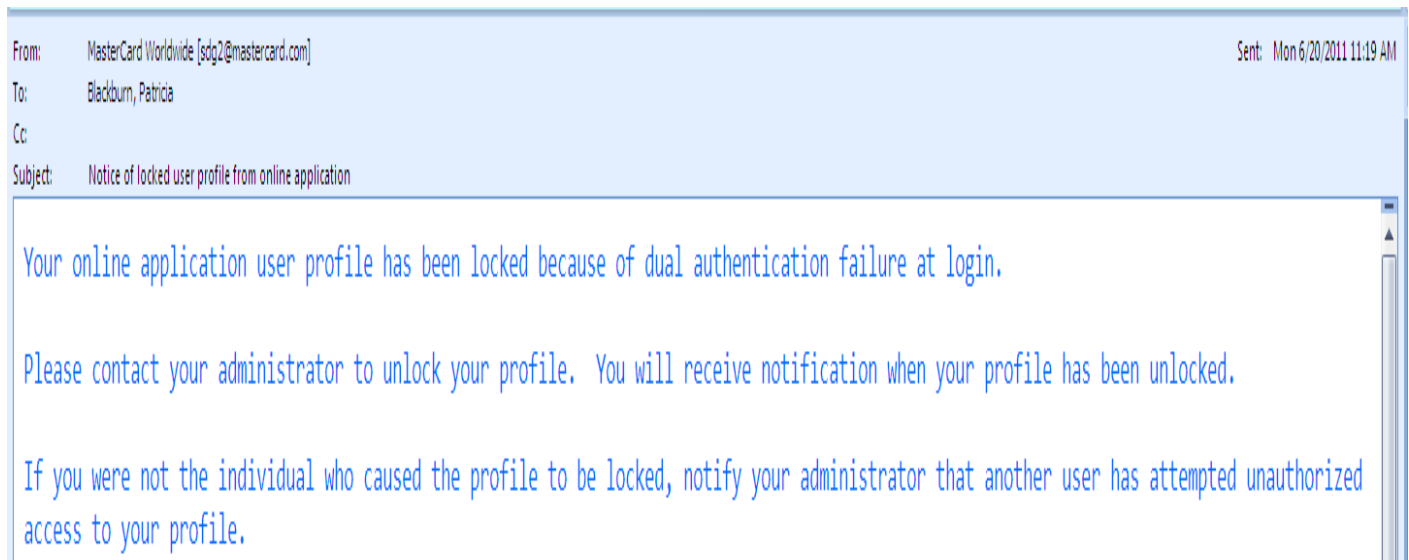 From: MasterCard Worldwide [sdg2@mastercard.com] Sent: Mon 6/20/2011 11:19 AM
To: Blackburn, Patricia
Cc:
Subject: Notice of locked user profile from online application
Your online application user profile has been locked because of dual authentication failure at login.
Please contact your administrator to unlock your profile. You will receive notification when your profile has been unlocked.
If you were not the individual who caused the profile to be locked, notify your administrator that another user has attempted unauthorized
access to your profile.